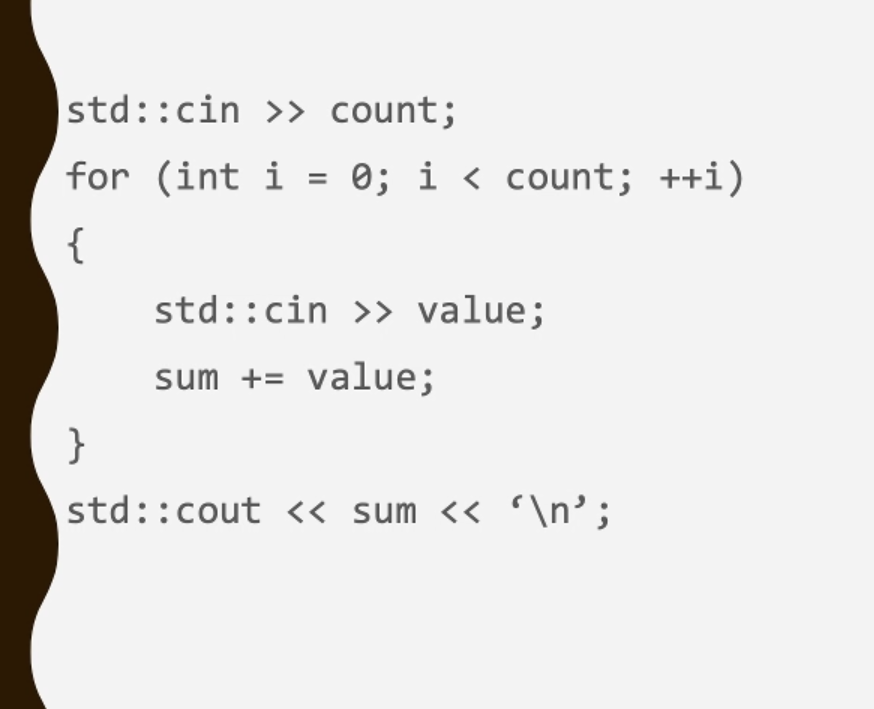 std::cin >> count;
for (int i = 0; i < count; ++i)
{
    std::cin >> value;
    sum += value;
}
std::cout << sum << ‘\n’;